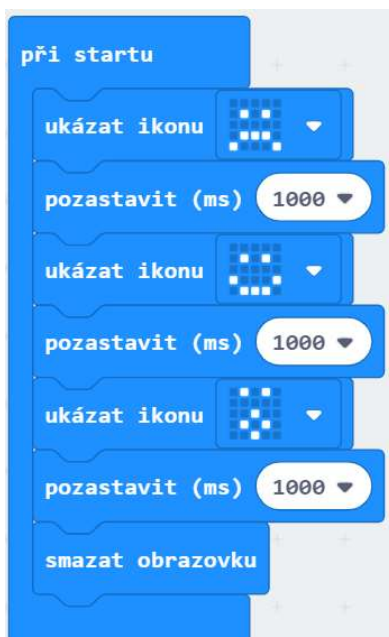 při startu
ukázat ikonu
pozastavit (ms) 1000
ukázat ikonu
pozastavit (ms) 1000
ukázat ikonu
pozastavit (ms) 1000
smazat obrazovku